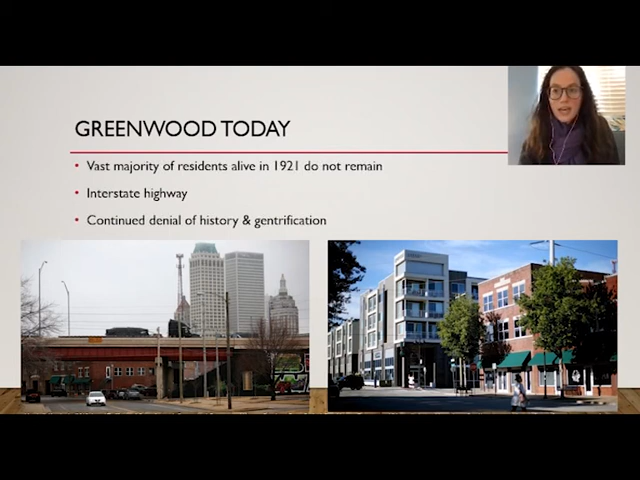 GREENWOOD TODAY
• Vast majority of residents alive in 1921 do not remain
• Interstate highway
• Continued denial of history & gentrification